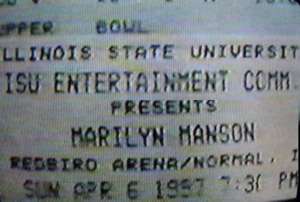 UPPER BOWL
ILLINOIS STATE UNIVERSIT
ISU ENTERTAINMENT COMM.
PRESENTS
MARILYN MANSON
REDBIRD ARENA/NORMAL, I
SUN APR 6 1997 7:30 PM